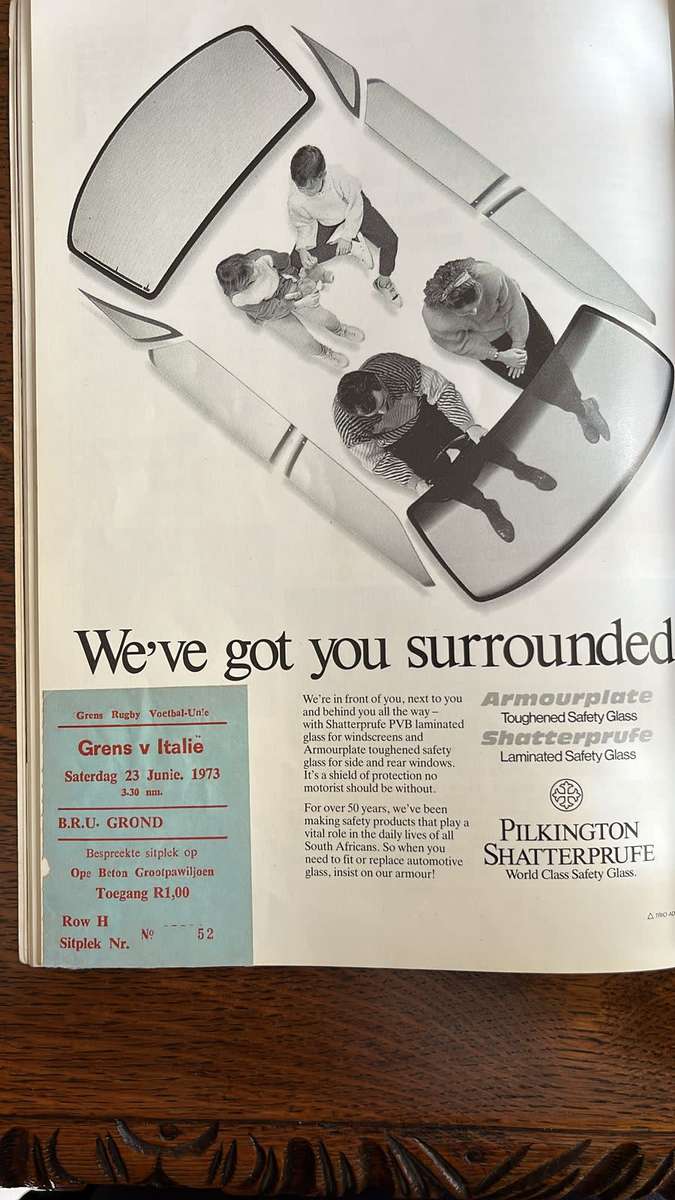 We've got you surrounded
Grens Rugby Voetbal-Un'e
Grens v Italië
Saterdag 23 Junie. 1973
3-30 nm.
B.R.U. GROND
Bespreekte sitplek op
Ope Beton Grootpawiljoen
Toegang R1,00
Row H
Sitplek Nr.
No ----- 52
We're in front of you, next to you
and behind you all the way –
with Shatterprufe PVB laminated
glass for windscreens and
Armourplate toughened safety
glass for side and rear windows.
It's a shield of protection no
motorist should be without.
For over 50 years, we've been
making safety products that play a
vital role in the daily lives of all
South Africans. So when you
need to fit or replace automotive
glass, insist on our armour!
Armourplate
Toughened Safety Glass
Shatterprufe
Laminated Safety Glass
PILKINGTON
SHATTERPRUFE
World Class Safety Glass.
TRIO AD